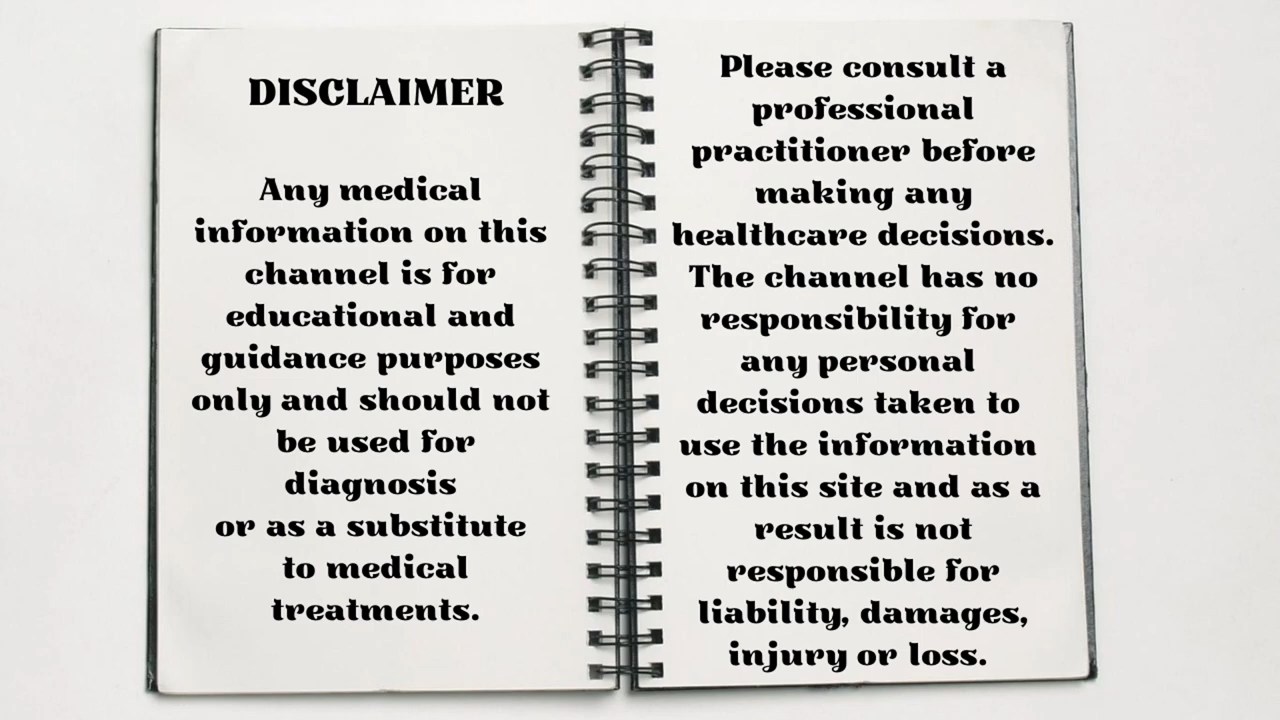 DISCLAIMER
Any medical
information on this
channel is for
educational and
guidance purposes
only and should not
be used for
diagnosis
or as a substitute
to medical
treatments.
Please consult a
professional
practitioner before
making any
healthcare decisions.
The channel has no
responsibility for
any personal
decisions taken to
use the information
on this site and as a
result is not
responsible for
liability, damages,
injury or loss.